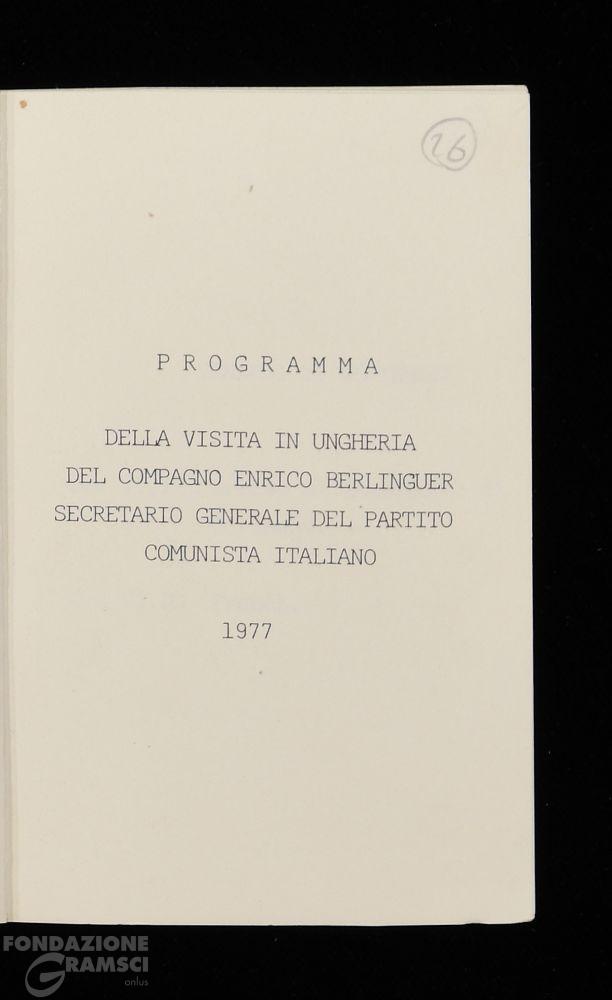 26
P R O G R A M M A
DELLA VISITA IN UNGHERIA
DEL COMPAGNO ENRICO BERLINGUER
SECRETARIO GENERALE DEL PARTITO
COMUNISTA ITALIANO
1977
FONDAZIONE
GRAMSCI
onlus